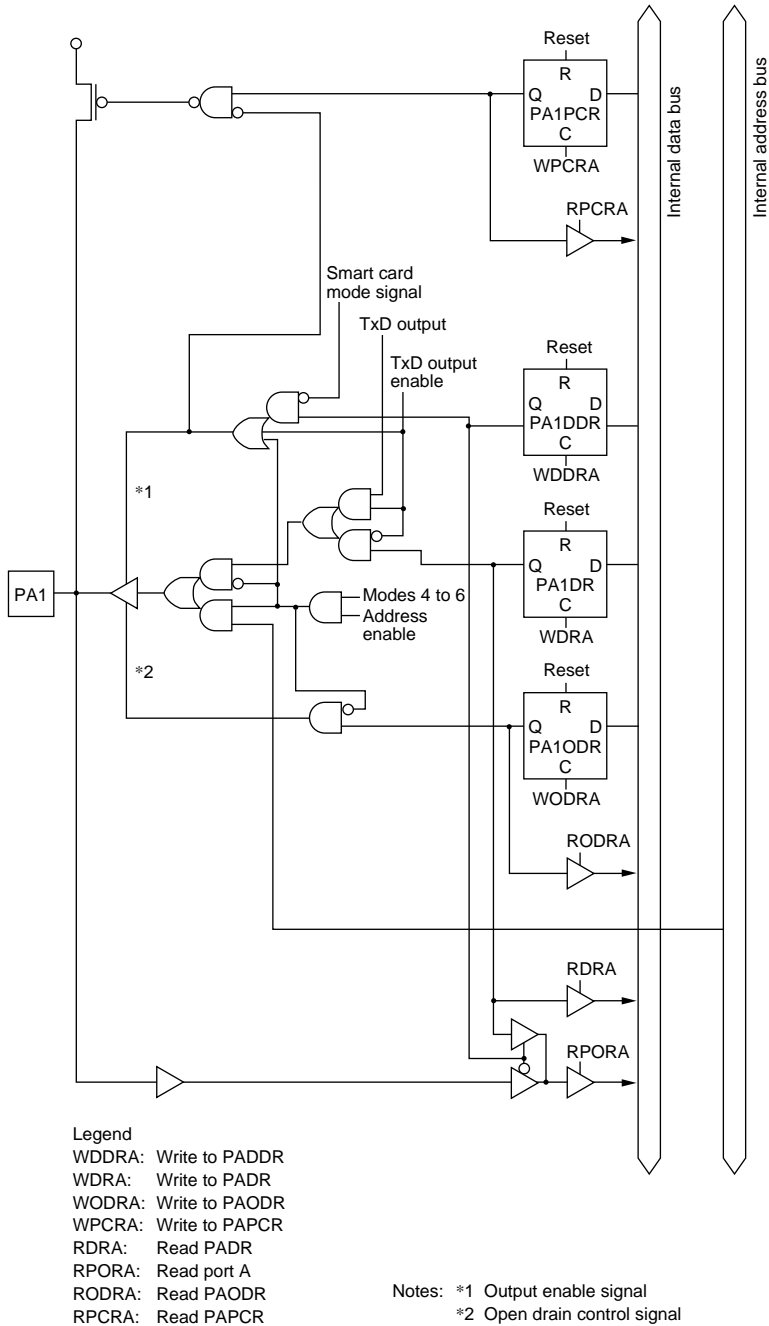 Reset
R
Q D
PA1PCR
C
WPCRA
RPCRA
Internal data bus
Internal address bus
Smart card
mode signal
TxD output
TxD output
enable
Reset
R
Q D
PA1DDR
C
WDDRA
*1
Reset
R
Q D
PA1DR
C
WDRA
PA1
Modes 4 to 6
Address
enable
*2
Reset
R
Q D
PA1ODR
C
WODRA
RODRA
RDRA
RPORA
Legend
WDDRA: Write to PADDR
WDRA: Write to PADR
WODRA: Write to PAODR
WPCRA: Write to PAPCR
RDRA: Read PADR
RPORA: Read port A
RODRA: Read PAODR
RPCRA: Read PAPCR
Notes: *1 Output enable signal
*2 Open drain control signal